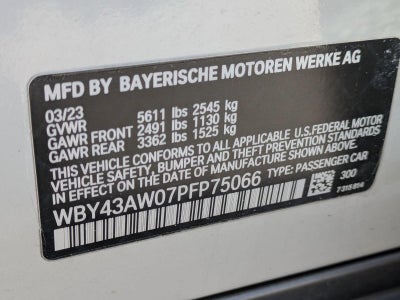 MFD BY BAYERISCHE MOTOREN WERKE AG
03/23
GVWR 5611 lbs 2545 kg
GAWR FRONT 2491 lbs 1130 kg
GAWR REAR 3362 lbs 1525 kg
THIS VEHICLE CONFORMS TO ALL APPLICABLE U.S.FEDERAL MOTOR
VEHICLE SAFETY, BUMPER, AND THEFT PREVENTION STANDARDS
IN EFFECT ON THE DATE OF MANUFACTURE SHOWN ABOVE.
WBY43AW07PFP75066 TYPE: PASSENGER CAR
300
7315814